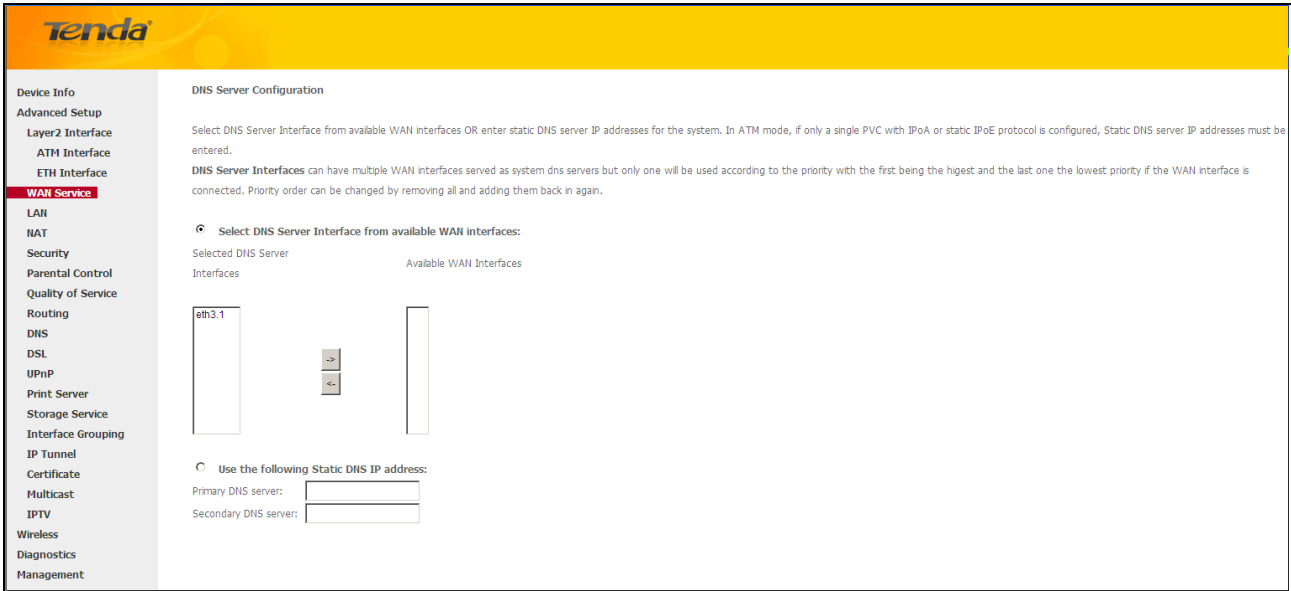 Tenda
Device Info
Advanced Setup
Layer2 Interface
ATM Interface
ETH Interface
WAN Service
LAN
NAT
Security
Parental Control
Quality of Service
Routing
DNS
DSL
UPnP
Print Server
Storage Service
Interface Grouping
IP Tunnel
Certificate
Multicast
IPTV
Wireless
Diagnostics
Management
DNS Server Configuration
Select DNS Server Interface from available WAN interfaces OR enter static DNS server IP addresses for the system. In ATM mode, if only a single PVC with IPoA or static IPoE protocol is configured, Static DNS server IP addresses must be
entered.
DNS Server Interfaces can have multiple WAN interfaces served as system dns servers but only one will be used according to the priority with the first being the higest and the last one the lowest priority if the WAN interface is
connected. Priority order can be changed by removing all and adding them back in again.
Select DNS Server Interface from available WAN interfaces:
Selected DNS Server
Interfaces
Available WAN Interfaces
eth3.1
->
<-
Use the following Static DNS IP address:
Primary DNS server:
Secondary DNS server: